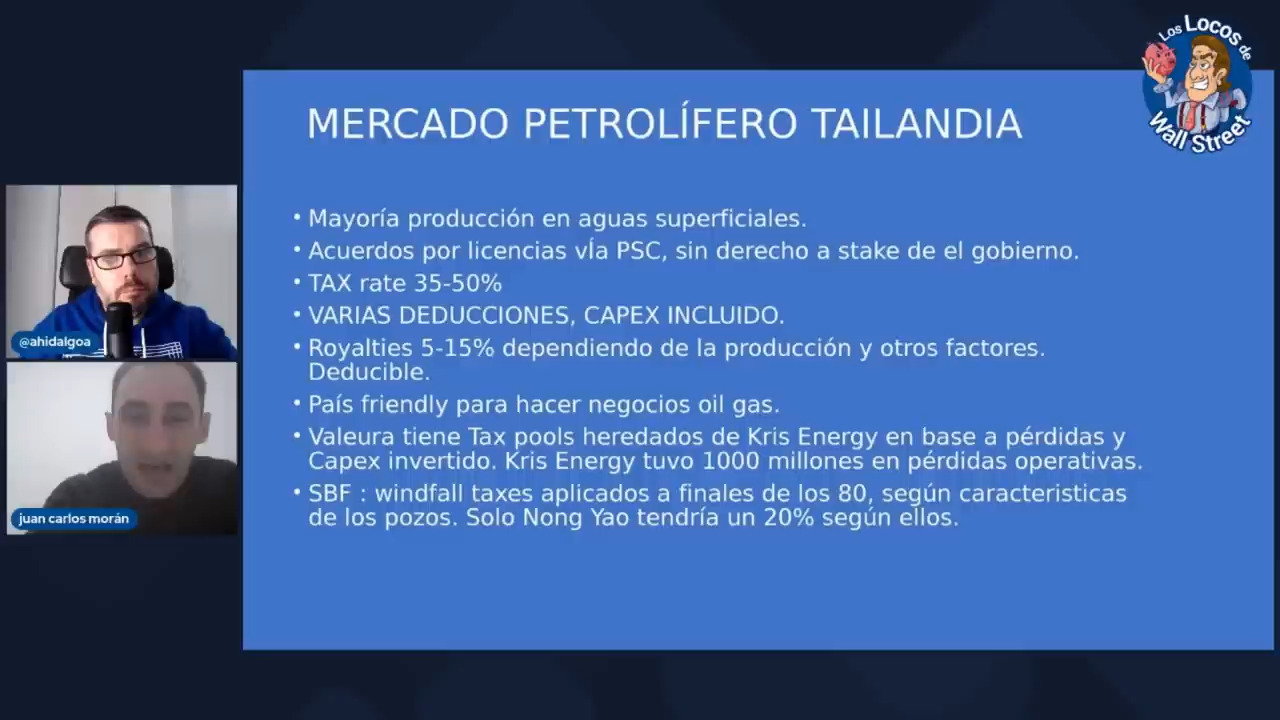 Los Locos de
Wall Street
MERCADO PETROLÍFERO TAILANDIA
• Mayoría producción en aguas superficiales.
• Acuerdos por licencias vÍa PSC, sin derecho a stake de el gobierno.
• TAX rate 35-50%
• VARIAS DEDUCCIONES, CAPEX INCLUIDO.
• Royalties 5-15% dependiendo de la producción y otros factores.
Deducible.
• País friendly para hacer negocios oil gas.
• Valeura tiene Tax pools heredados de Kris Energy en base a pérdidas y
Capex invertido. Kris Energy tuvo 1000 millones en pérdidas operativas.
• SBF : windfall taxes aplicados a finales de los 80, según caracteristicas
de los pozos. Solo Nong Yao tendría un 20% según ellos.
@ahidalgoa
juan carlos morán